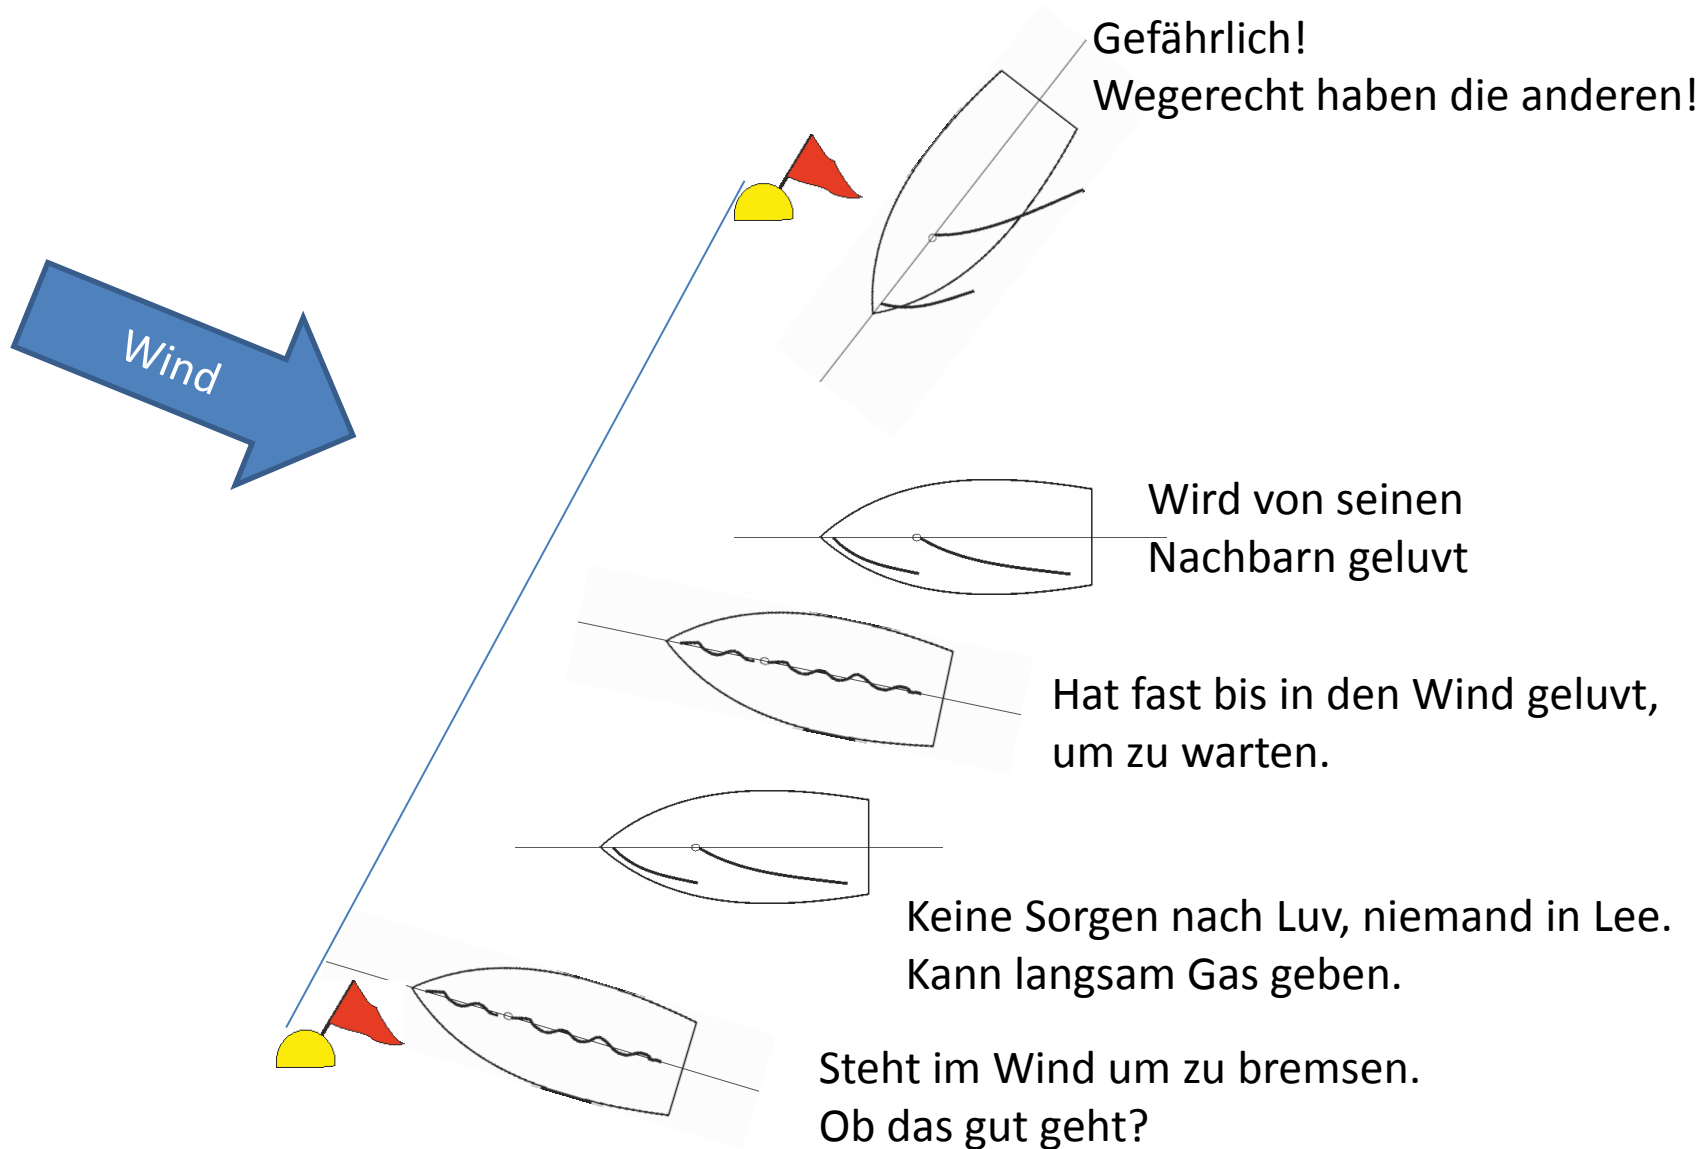 Gefährlich!
Wegerecht haben die anderen!
Wind
Wird von seinen
Nachbarn geluvt
Hat fast bis in den Wind geluvt,
um zu warten.
Keine Sorgen nach Luv, niemand in Lee.
Kann langsam Gas geben.
Steht im Wind um zu bremsen.
Ob das gut geht?